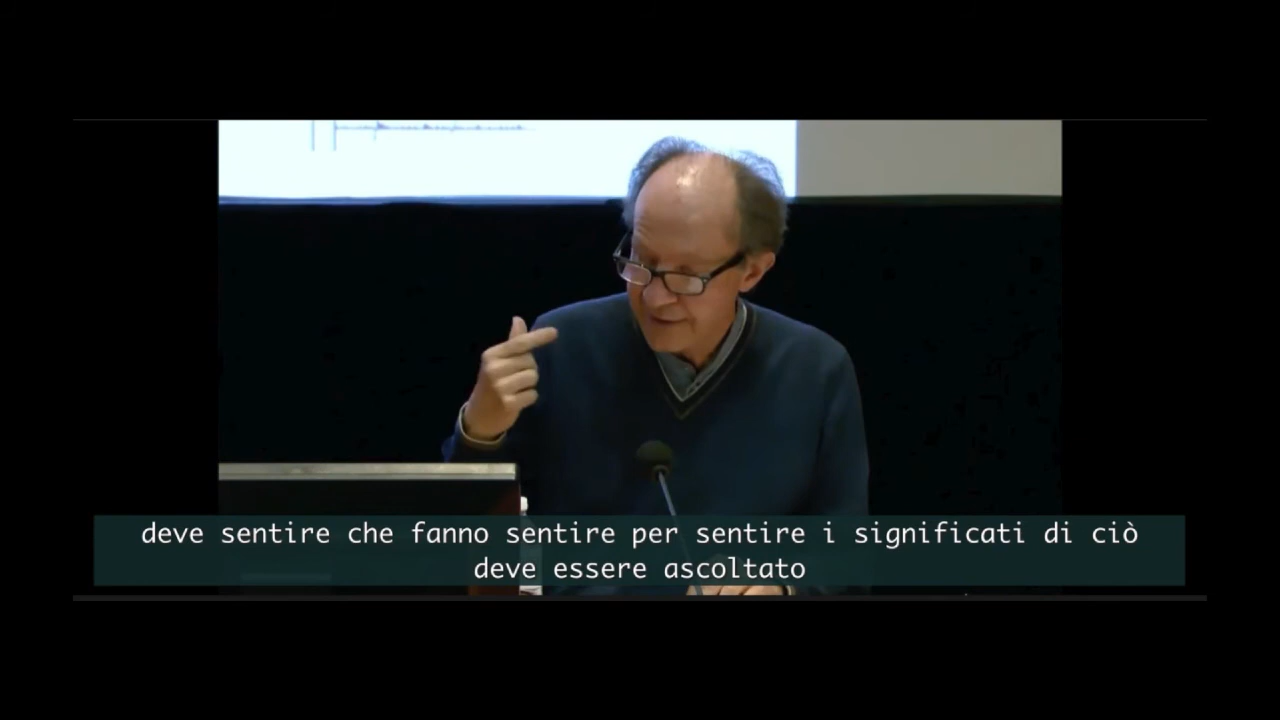 deve sentire che fanno sentire per sentire i significati di ciò
deve essere ascoltato